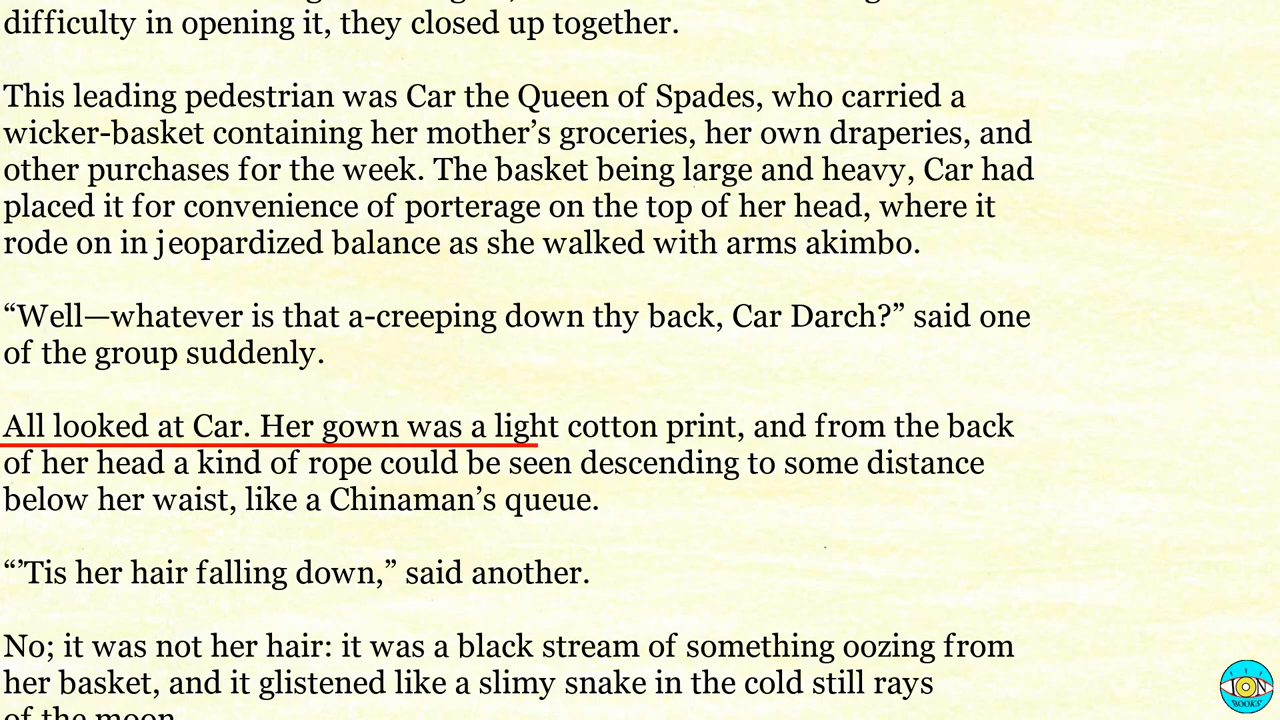 difficulty in opening it, they closed up together.
This leading pedestrian was Car the Queen of Spades, who carried a
wicker-basket containing her mother’s groceries, her own draperies, and
other purchases for the week. The basket being large and heavy, Car had
placed it for convenience of porterage on the top of her head, where it
rode on in jeopardized balance as she walked with arms akimbo.
“Well—whatever is that a-creeping down thy back, Car Darch?” said one
of the group suddenly.
All looked at Car. Her gown was a light cotton print, and from the back
of her head a kind of rope could be seen descending to some distance
below her waist, like a Chinaman’s queue.
“’Tis her hair falling down,” said another.
No; it was not her hair: it was a black stream of something oozing from
her basket, and it glistened like a slimy snake in the cold still rays
of the moon.
ION
BOOKS